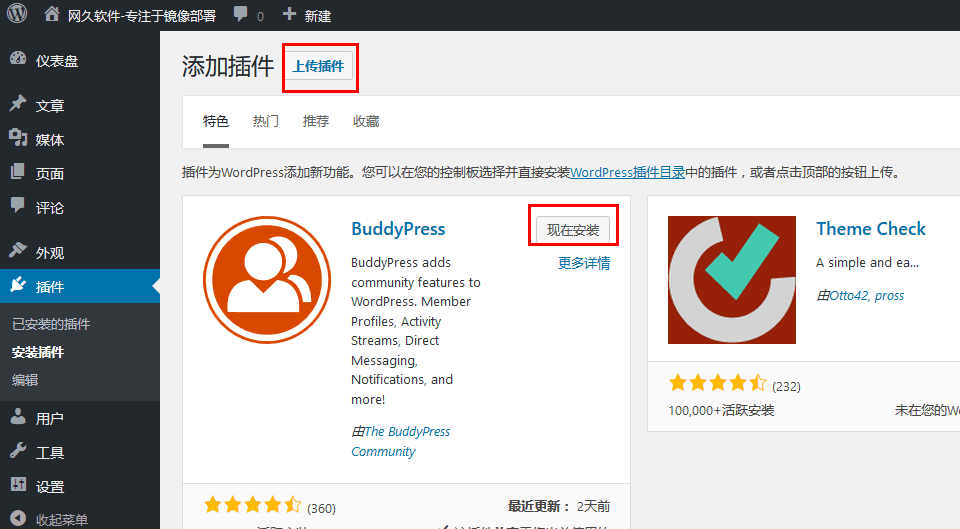 网久软件-专注于镜像部署 0 新建
仪表盘
文章
媒体
页面
评论
外观
插件
已安装的插件
安装插件
编辑
用户
工具
设置
收起菜单
添加插件 上传插件
特色 热门 推荐 收藏
插件为WordPress添加新功能。您可以在您的控制板选择并直接安装WordPress插件目录中的插件，或者点击顶部的按钮上传。
BuddyPress
现在安装
更多详情
BuddyPress adds
community features to
WordPress. Member
Profiles, Activity
Streams, Direct
Messaging,
Notifications, and
more!
由The BuddyPress
Community
(360)
最近更新： 2天前
Theme Check
A simple and ea...
由Otto42, pross
(232)
100,000+活跃安装
未在您的W